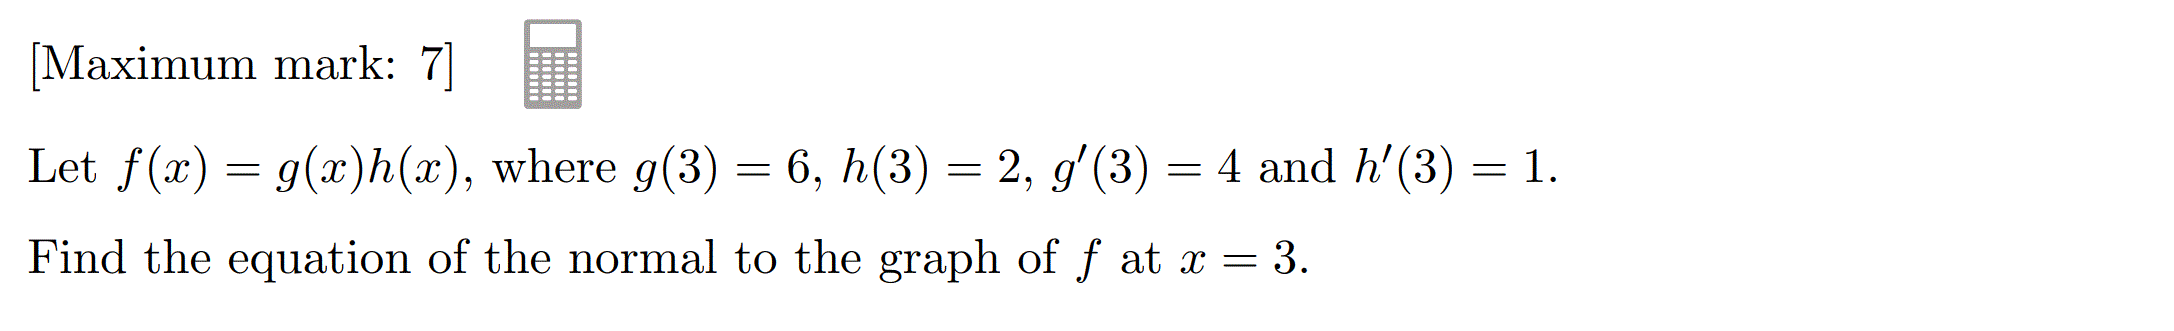 [Maximum mark: 7]
Let f(x) = g(x)h(x), where g(3) = 6, h(3) = 2, g′(3) = 4 and h′(3) = 1.
Find the equation of the normal to the graph of f at x = 3.